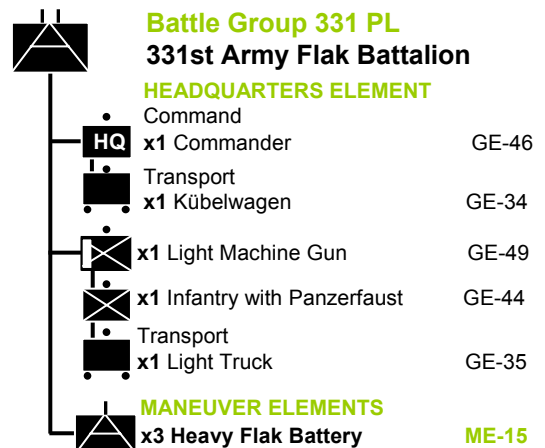 Battle Group 331 PL
331st Army Flak Battalion
HEADQUARTERS ELEMENT
Command
HQ x1 Commander GE-46
Transport
x1 Kübelwagen GE-34
x1 Light Machine Gun GE-49
x1 Infantry with Panzerfaust GE-44
Transport
x1 Light Truck GE-35
MANEUVER ELEMENTS
x3 Heavy Flak Battery ME-15